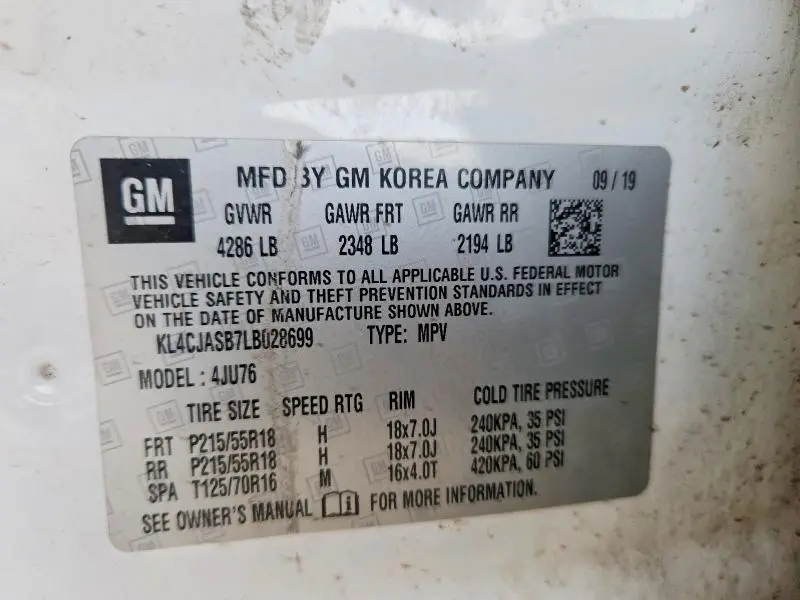 GM MFD BY GM KOREA COMPANY 09/19
GVWR GAWR FRT GAWR RR
4286 LB 2348 LB 2194 LB
THIS VEHICLE CONFORMS TO ALL APPLICABLE U.S. FEDERAL MOTOR
VEHICLE SAFETY AND THEFT PREVENTION STANDARDS IN EFFECT
ON THE DATE OF MANUFACTURE SHOWN ABOVE.
KL4CJASB7LB028699 TYPE: MPV
MODEL: 4JU76
TIRE SIZE SPEED RTG RIM COLD TIRE PRESSURE
FRT P215/55R18 H 18x7.0J 240KPA, 35 PSI
RR P215/55R18 H 18x7.0J 240KPA, 35 PSI
SPA T125/70R16 M 16x4.0T 420KPA, 60 PSI
SEE OWNER'S MANUAL FOR MORE INFORMATION.